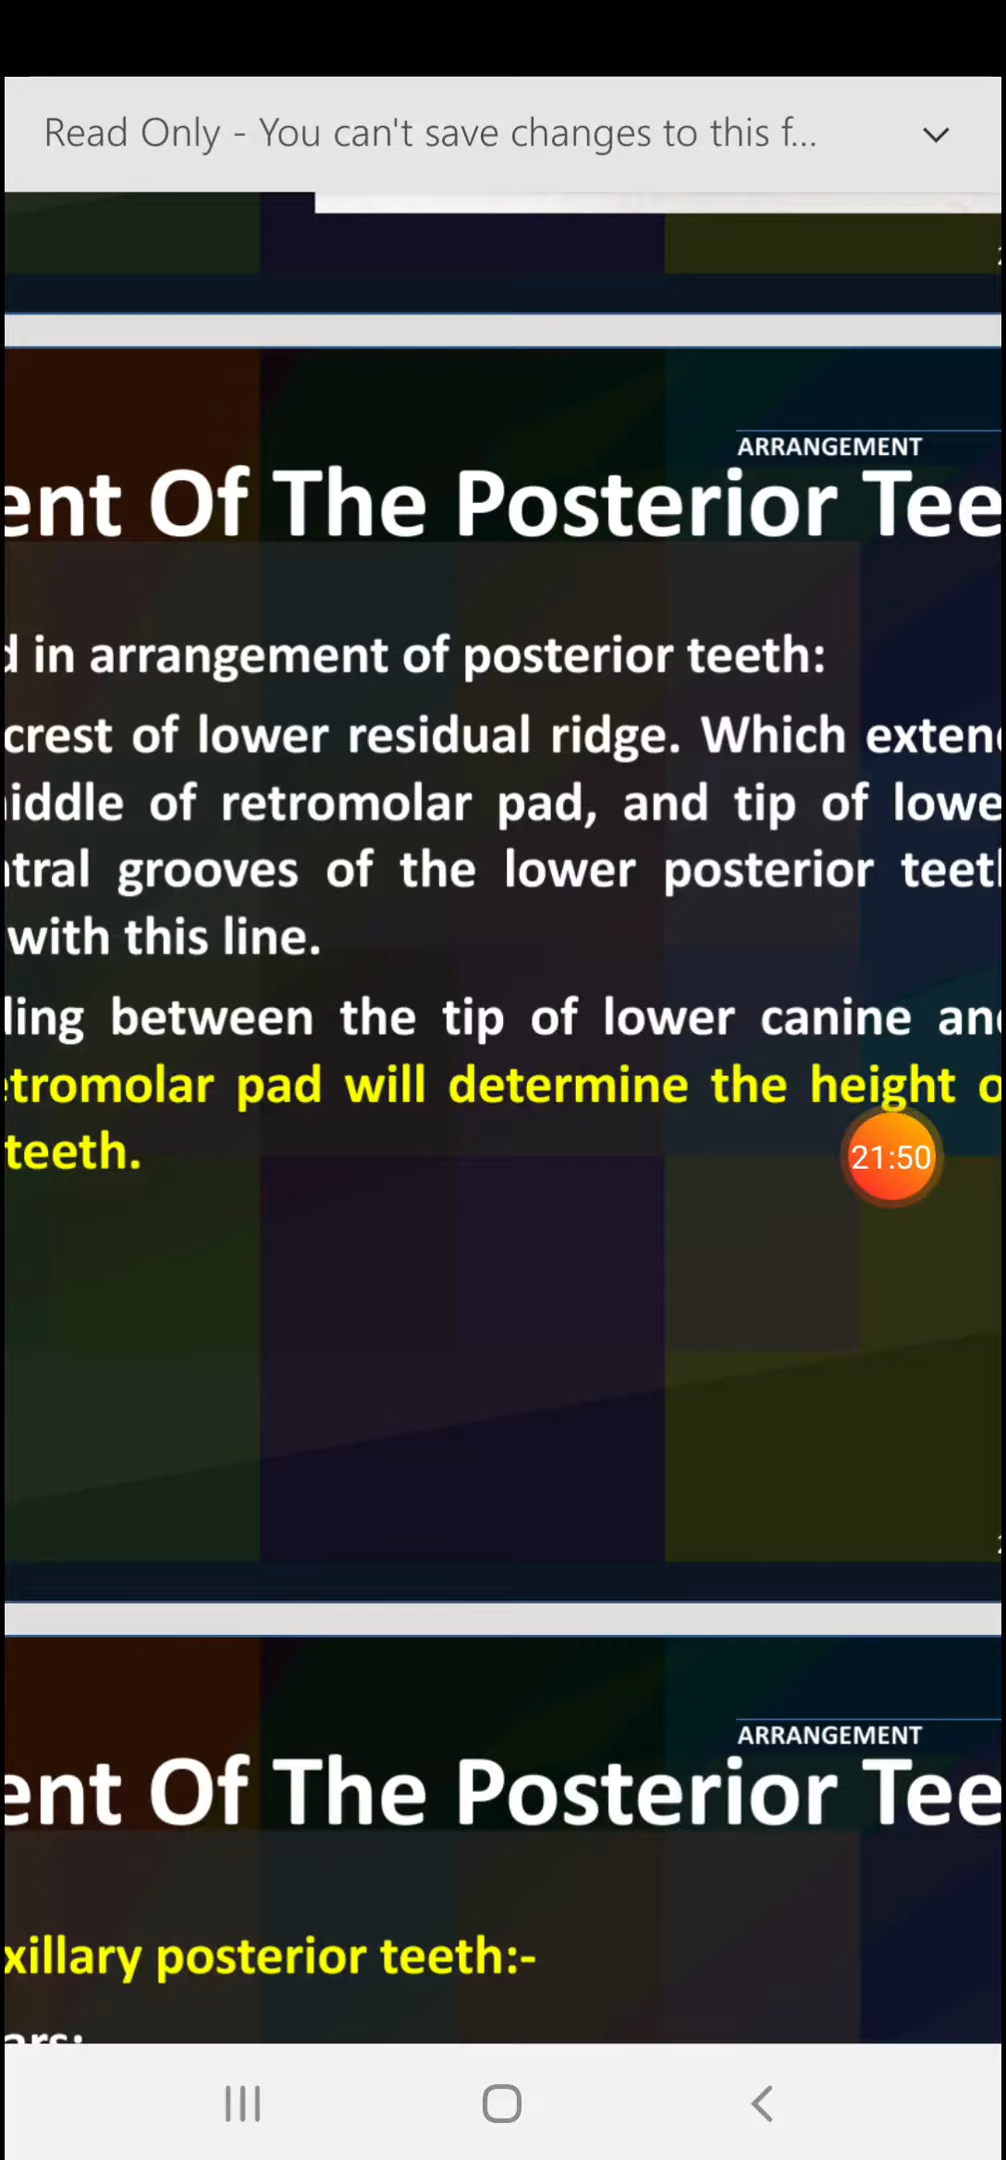 Read Only - You can't save changes to this f...
ARRANGEMENT
ent Of The Posterior Tee
d in arrangement of posterior teeth:
crest of lower residual ridge. Which exten
iddle of retromolar pad, and tip of lowe
tral grooves of the lower posterior teet
with this line.
ling between the tip of lower canine an
tromolar pad will determine the height o
teeth.
21:50
ARRANGEMENT
ent Of The Posterior Tee
xillary posterior teeth:-
ars: